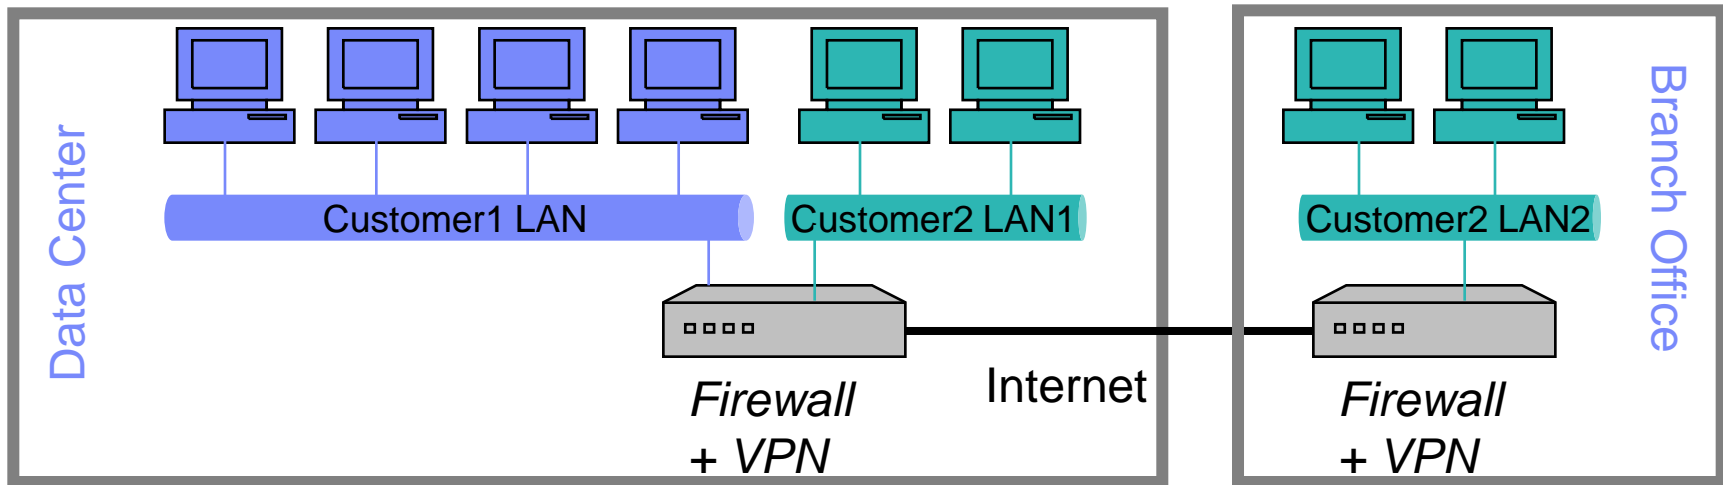 Data Center
Customer1 LAN
Customer2 LAN1
Customer2 LAN2
Branch Office
Internet
Firewall
+ VPN
Firewall
+ VPN